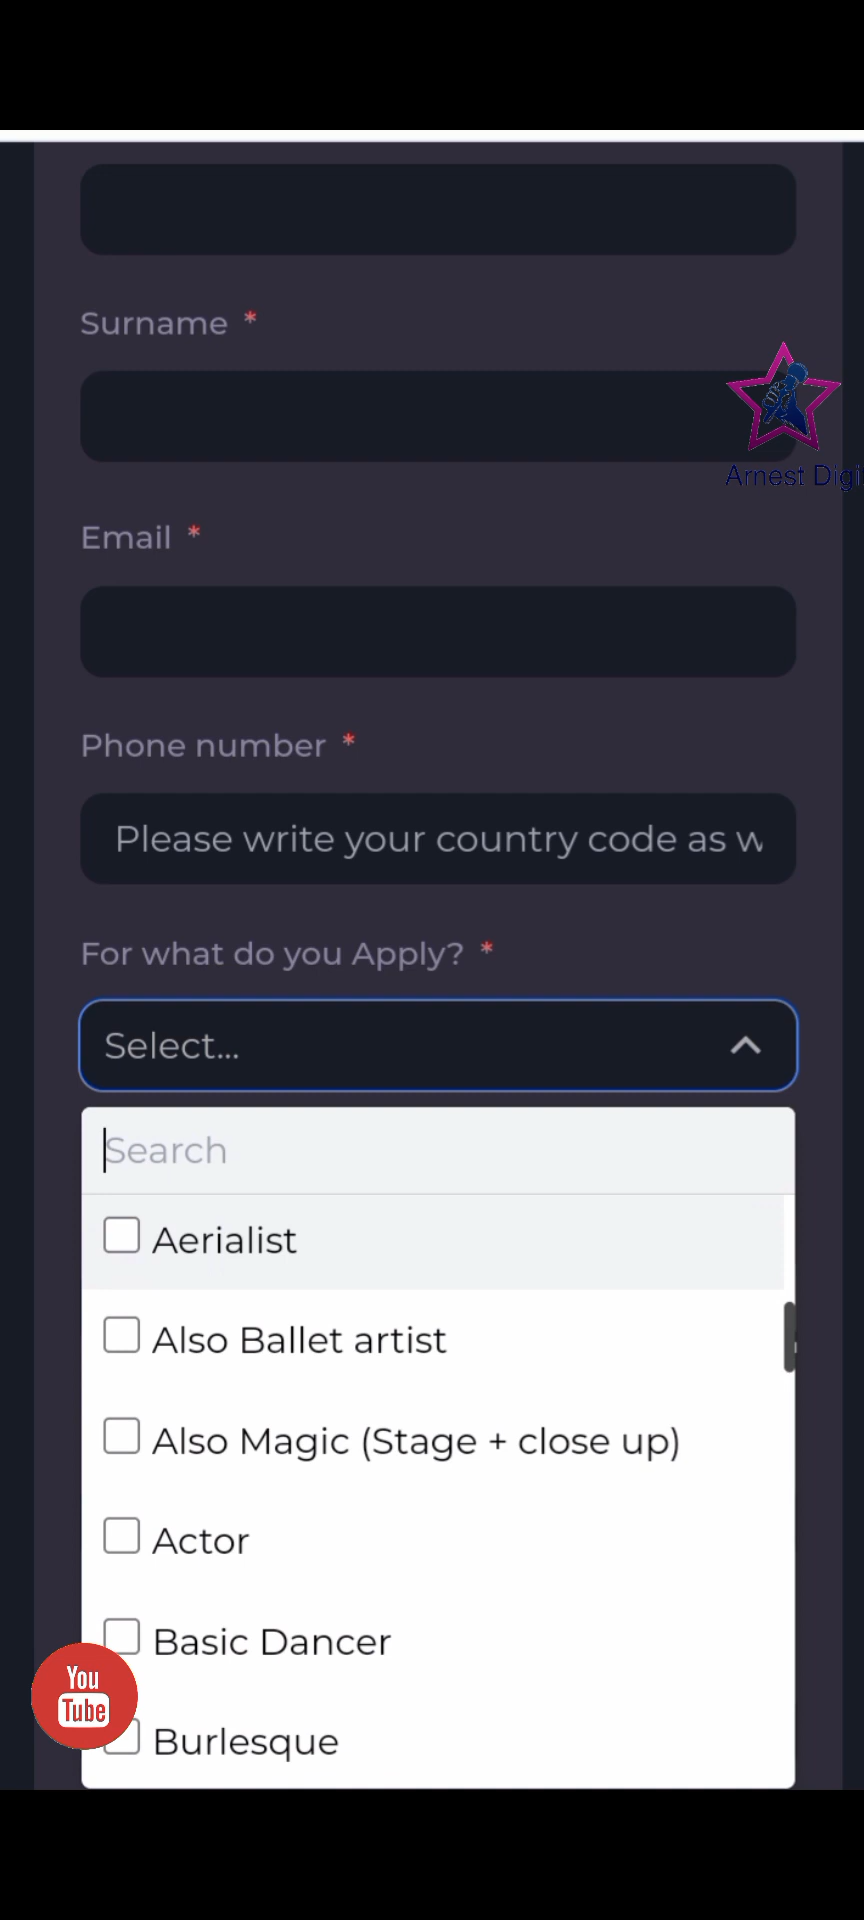 Surname *
Arnest Digi
Email *
Phone number *
Please write your country code as w
For what do you Apply? *
Select...
Search
Aerialist
Also Ballet artist
Also Magic (Stage + close up)
Actor
Basic Dancer
You
Tube
Burlesque